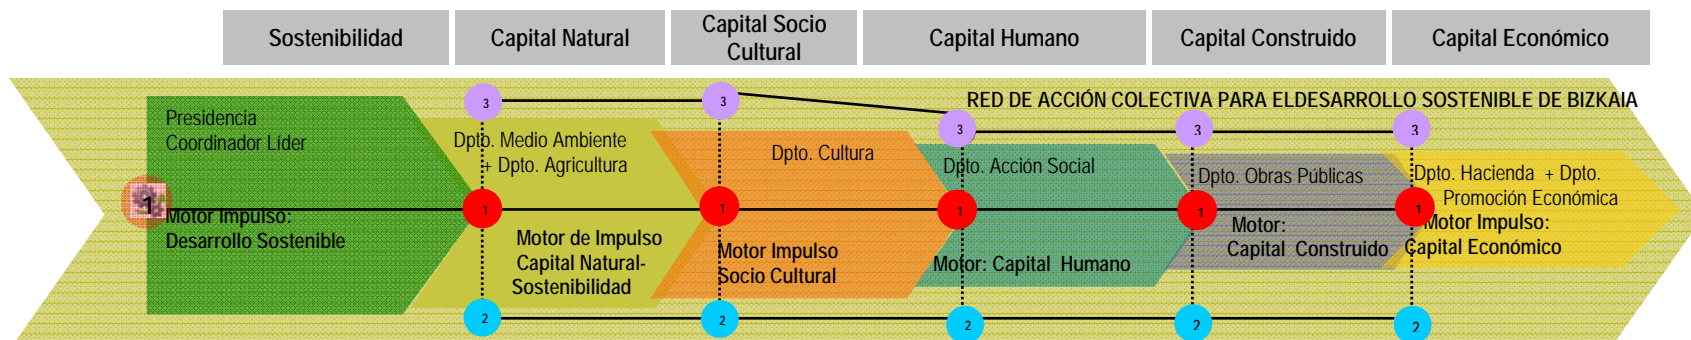 Sostenibilidad
Capital Natural
Capital Socio
Cultural
Capital Humano
Capital Construido
Capital Económico
RED DE ACCIÓN COLECTIVA PARA ELDESARROLLO SOSTENIBLE DE BIZKAIA
3
3
3
3
3
Presidencia
Coordinador Líder
Dpto. Medio Ambiente
+ Dpto. Agricultura
Dpto. Cultura
Dpto. Acción Social
Dpto. Obras Públicas
Dpto. Hacienda + Dpto.
Promoción Económica
1
1
1
1
1
1
Motor Impulso:
Desarrollo Sostenible
Motor de Impulso
Capital Natural-
Sostenibilidad
Motor Impulso
Socio Cultural
Motor: Capital Humano
Motor:
Capital Construido
Motor Impulso:
Capital Económico
2
2
2
2
2